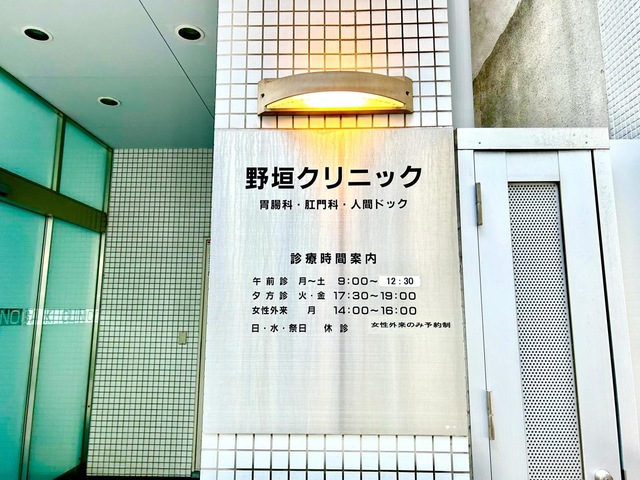 野垣クリニック
胃腸科・肛門科・人間ドック
診療時間案内
午前診 月〜土 9:00〜 12:30
夕方診 火・金 17:30〜19:00
女性外来 月 14:00〜16:00
日・水・祭日 休診 女性外来のみ予約制